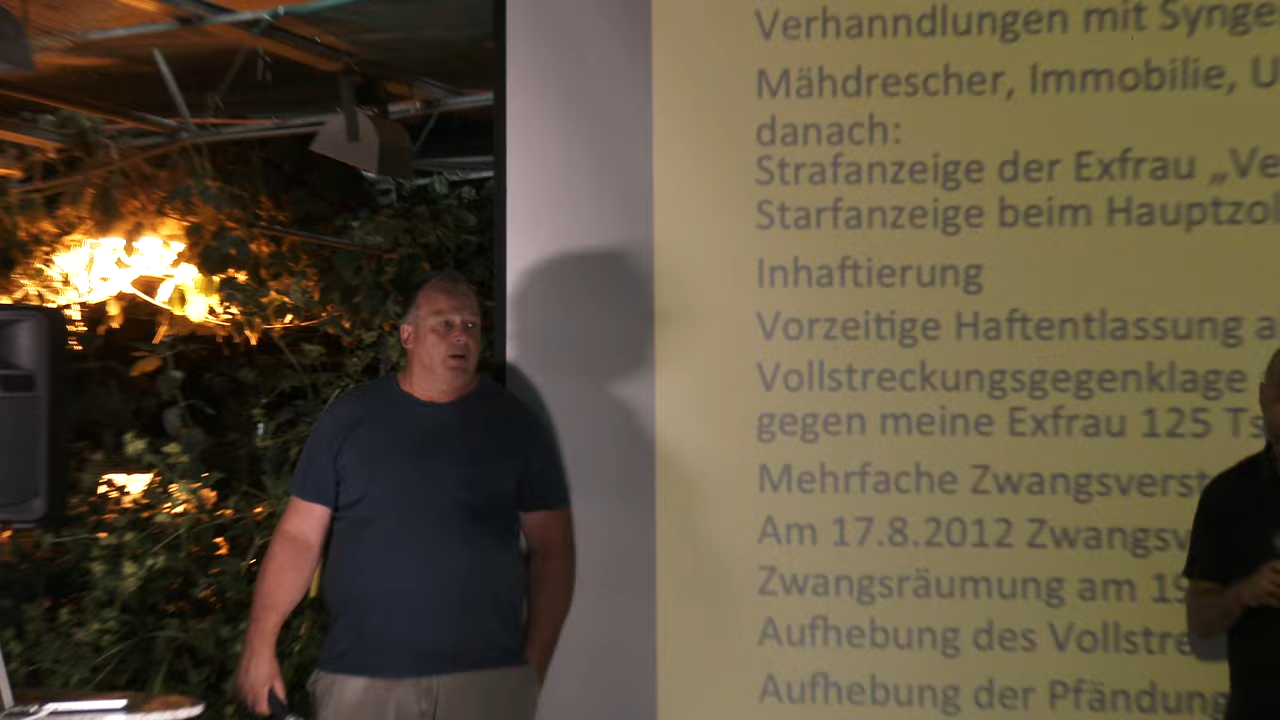 Verhanndlungen mit Synge
Mähdrescher, Immobilie, U
danach:
Strafanzeige der Exfrau „Ve
Starfanzeige beim Hauptzol
Inhaftierung
Vorzeitige Haftentlassung a
Vollstreckungsgegenklage
gegen meine Exfrau 125 Ts
Mehrfache Zwangsverst
Am 17.8.2012 Zwangsv
Zwangsräumung am 19
Aufhebung des Vollstre
Aufhebung der Pfändung